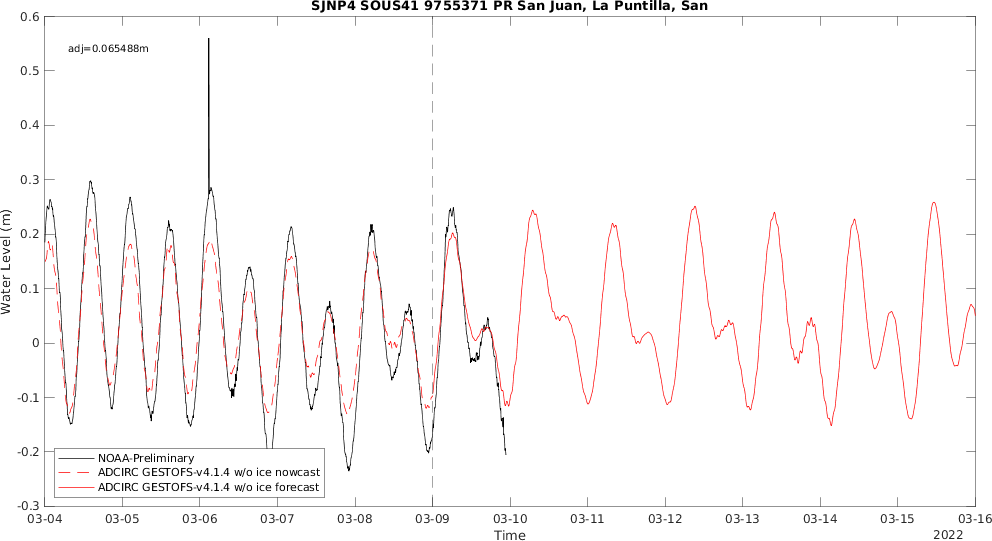 SJNP4 SOUS41 9755371 PR San Juan, La Puntilla, San
adj=0.065488m
Water Level (m)
0.6
0.5
0.4
0.3
0.2
0.1
0
-0.1
-0.2
-0.3
NOAA-Preliminary
ADCIRC GESTOFS-v4.1.4 w/o ice nowcast
ADCIRC GESTOFS-v4.1.4 w/o ice forecast
03-04 03-05 03-06 03-07 03-08 03-09 03-10 03-11 03-12 03-13 03-14 03-15 03-16
Time
2022